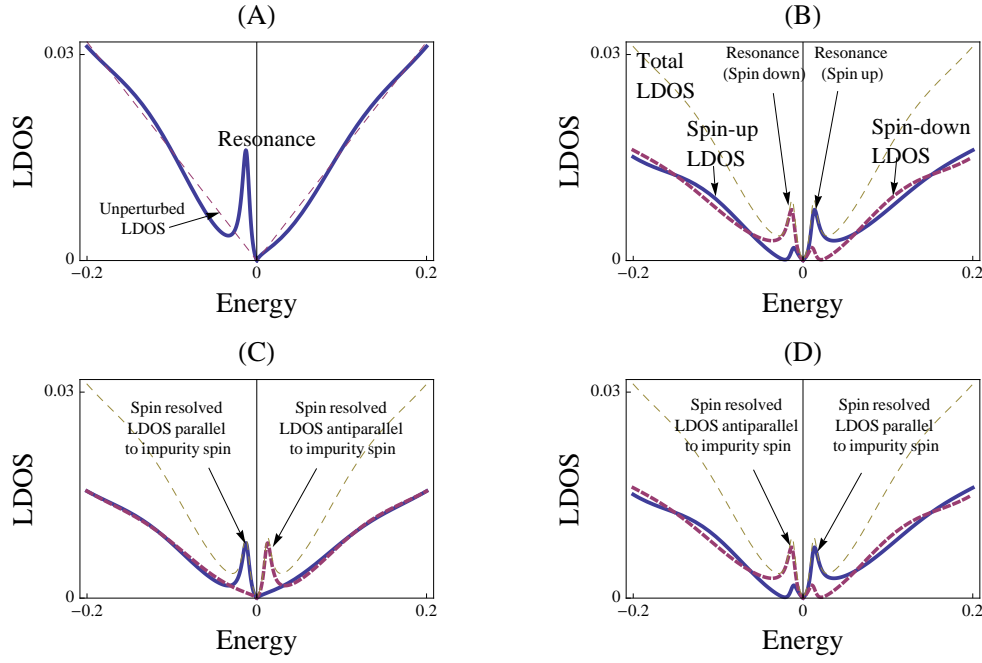 (A)
0.03
LDOS
Resonance
Unperturbed
LDOS
0
−0.2
0
0.2
Energy
(B)
0.03
LDOS
Total
LDOS
Resonance
(Spin down)
Resonance
(Spin up)
Spin-up
LDOS
Spin-down
LDOS
0
−0.2
0
0.2
Energy
(C)
0.03
LDOS
Spin resolved
LDOS parallel
to impurity spin
Spin resolved
LDOS antiparallel
to impurity spin
0
−0.2
0
0.2
Energy
(D)
0.03
LDOS
Spin resolved
LDOS antiparallel
to impurity spin
Spin resolved
LDOS parallel
to impurity spin
0
−0.2
0
0.2
Energy